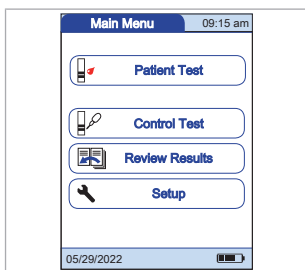 Main Menu 09:15 am
Patient Test
Control Test
Review Results
Setup
05/29/2022